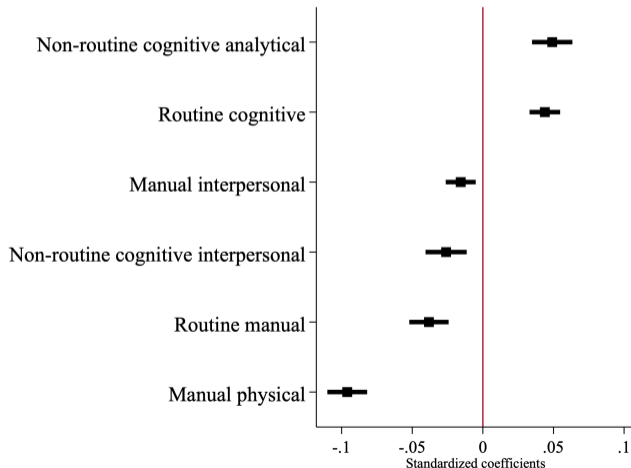 Non-routine cognitive analytical
Routine cognitive
Manual interpersonal
Non-routine cognitive interpersonal
Routine manual
Manual physical
-.1 -.05 0 .05 .1
Standardized coefficients